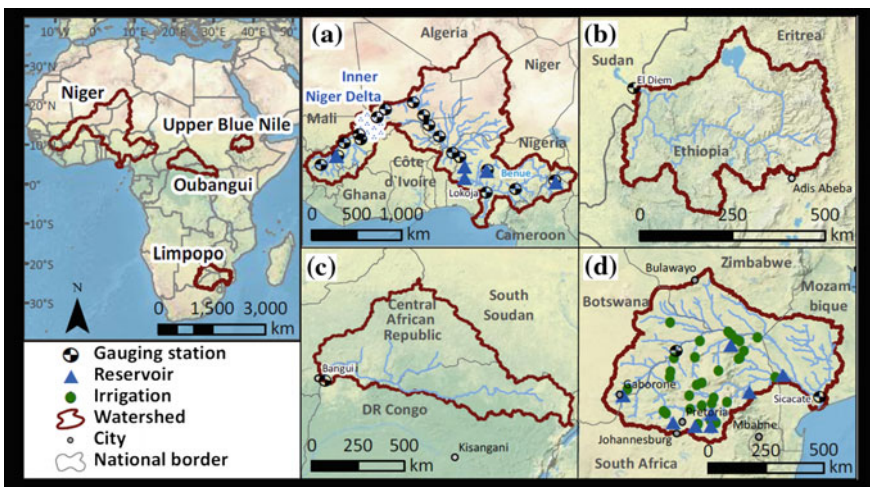 10°W 0° 10°E 20°E 30°E 40°E 50°E
30°N
20°N
10°N
0°
10°S
20°S
30°S
Niger
Upper Blue Nile
Oubangui
Limpopo
N
0 1,500 3,000
km
Gauging station
Reservoir
Irrigation
Watershed
City
National border
(a)
Algeria
Inner
Niger Delta
Niger
Mali
Nigeria
Côte
d`Ivoire
Benue
Ghana
Lokoja
0 500 1,000
km
Cameroon
(b)
Eritrea
Sudan
El Diem
Ethiopia
Adis Abeba
0 250 500
km
(c)
Central
African
Republic
South
Soudan
Bangui
DR Congo
Kisangani
0 250 500
km
(d)
Zimbabwe
Bulawayo
Mozam-
bique
Botswana
Gaborone
Sicacate
Pretoria
Mbabne
Johannesburg
South Africa
0 250 500
km